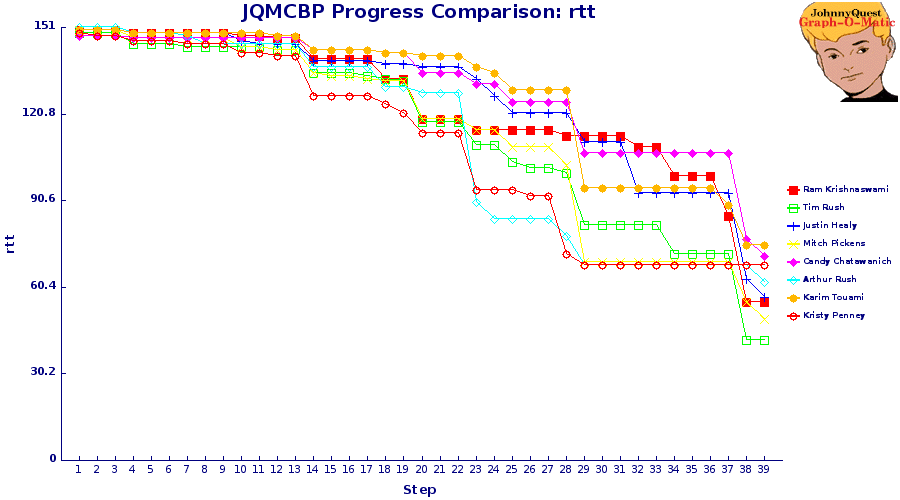 JQMCBP Progress Comparison: rtt
JohnnyQuest
Graph-O-Matic
151
120.8
90.6
60.4
30.2
0
rtt
Ram Krishnaswami
Tim Rush
Justin Healy
Mitch Pickens
Candy Chatawanich
Arthur Rush
Karim Touami
Kristy Penney
1 2 3 4 5 6 7 8 9 10 11 12 13 14 15 16 17 18 19 20 21 22 23 24 25 26 27 28 29 30 31 32 33 34 35 36 37 38 39
Step